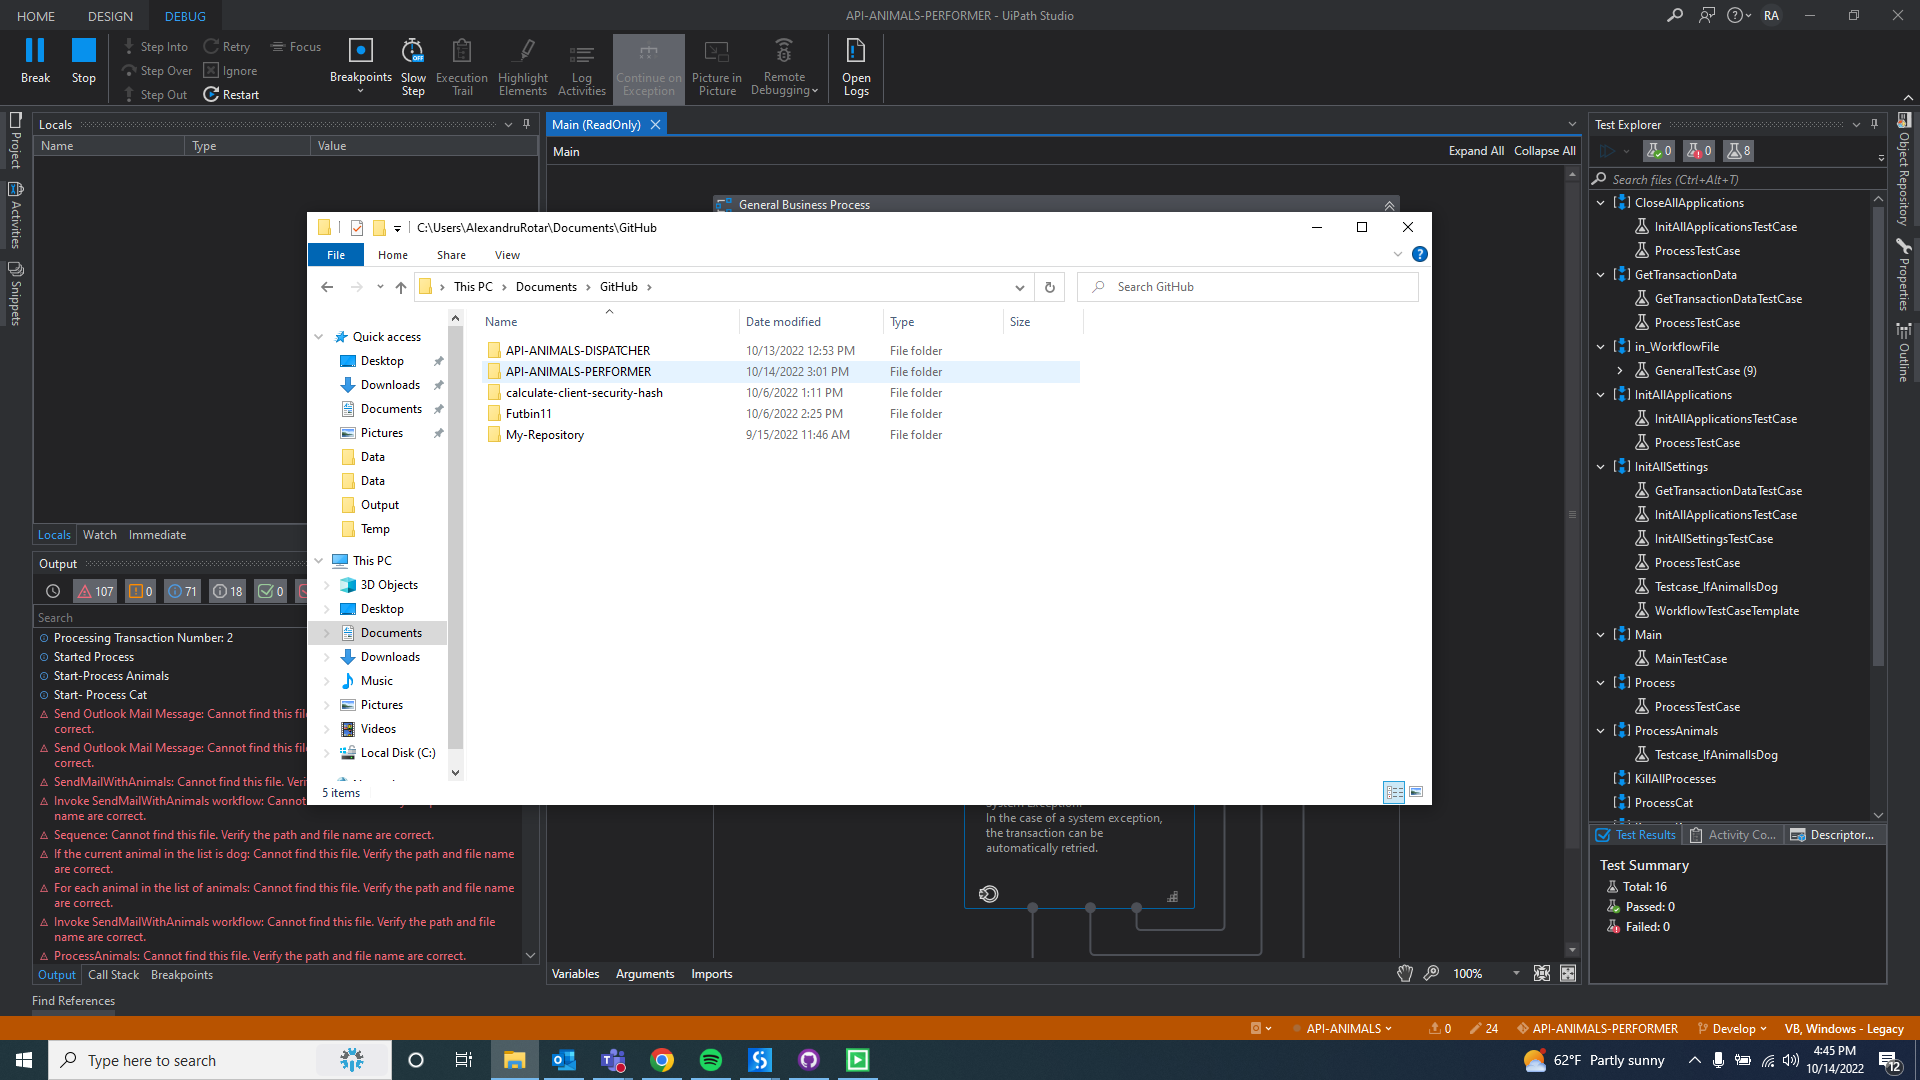 HOME DESIGN DEBUG
API-ANIMALS-PERFORMER - UiPath Studio
RA
Break
Stop
Step Into
Step Over
Step Out
Retry
Ignore
Restart
Focus
Breakpoints
Slow Step
Execution Trail
Highlight Elements
Log Activities
Continue on Exception
Picture in Picture
Remote Debugging
Open Logs
Project
Activities
Snippets
Locals
Name Type Value
Locals Watch Immediate
Main (ReadOnly)
Main
Expand All Collapse All
General Business Process
C:\Users\AlexandruRotar\Documents\GitHub
File Home Share View
This PC Documents GitHub
Search GitHub
Name Date modified Type Size
API-ANIMALS-DISPATCHER 10/13/2022 12:53 PM File folder
API-ANIMALS-PERFORMER 10/14/2022 3:01 PM File folder
calculate-client-security-hash 10/6/2022 1:11 PM File folder
Futbin11 10/6/2022 2:25 PM File folder
My-Repository 9/15/2022 11:46 AM File folder
Quick access
Desktop
Downloads
Documents
Pictures
Data
Data
Output
Temp
This PC
3D Objects
Desktop
Documents
Downloads
Music
Pictures
Videos
Local Disk (C:)
5 items
Output
107 0 71 18 0
Search
Processing Transaction Number: 2
Started Process
Start-Process Animals
Start- Process Cat
Send Outlook Mail Message: Cannot find this
correct.
Send Outlook Mail Message: Cannot find this
correct.
SendMailWithAnimals: Cannot find this file.
Invoke SendMailWithAnimals workflow:
name are correct.
Sequence: Cannot find this file. Verify the path and file name are correct.
If the current animal in the list is dog: Cannot find this file. Verify the path and file name
are correct.
For each animal in the list of animals: Cannot find this file. Verify the path and file name
are correct.
Invoke SendMailWithAnimals workflow: Cannot find this file. Verify the path and file
name are correct.
ProcessAnimals: Cannot find this file. Verify the path and file name are correct.
Output Call Stack Breakpoints
Find References
System Exception:
In the case of a system exception,
the transaction can be
automatically retried.
Variables Arguments Imports
100%
Test Explorer
0 0 8
Search files (Ctrl+Alt+T)
CloseAllApplications
InitAllApplicationsTestCase
ProcessTestCase
GetTransactionData
GetTransactionDataTestCase
ProcessTestCase
in_WorkflowFile
GeneralTestCase (9)
InitAllApplications
InitAllApplicationsTestCase
ProcessTestCase
InitAllSettings
GetTransactionDataTestCase
InitAllApplicationsTestCase
InitAllSettingsTestCase
ProcessTestCase
Testcase_IfAnimalIsDog
WorkflowTestCaseTemplate
Main
MainTestCase
Process
ProcessTestCase
ProcessAnimals
Testcase_IfAnimalIsDog
KillAllProcesses
ProcessCat
Test Results Activity Co... Descriptor...
Test Summary
Total: 16
Passed: 0
Failed: 0
Object Repository
Properties
Outline
API-ANIMALS 0 24 API-ANIMALS-PERFORMER Develop VB, Windows - Legacy
Type here to search
62°F Partly sunny
4:45 PM
10/14/2022
12